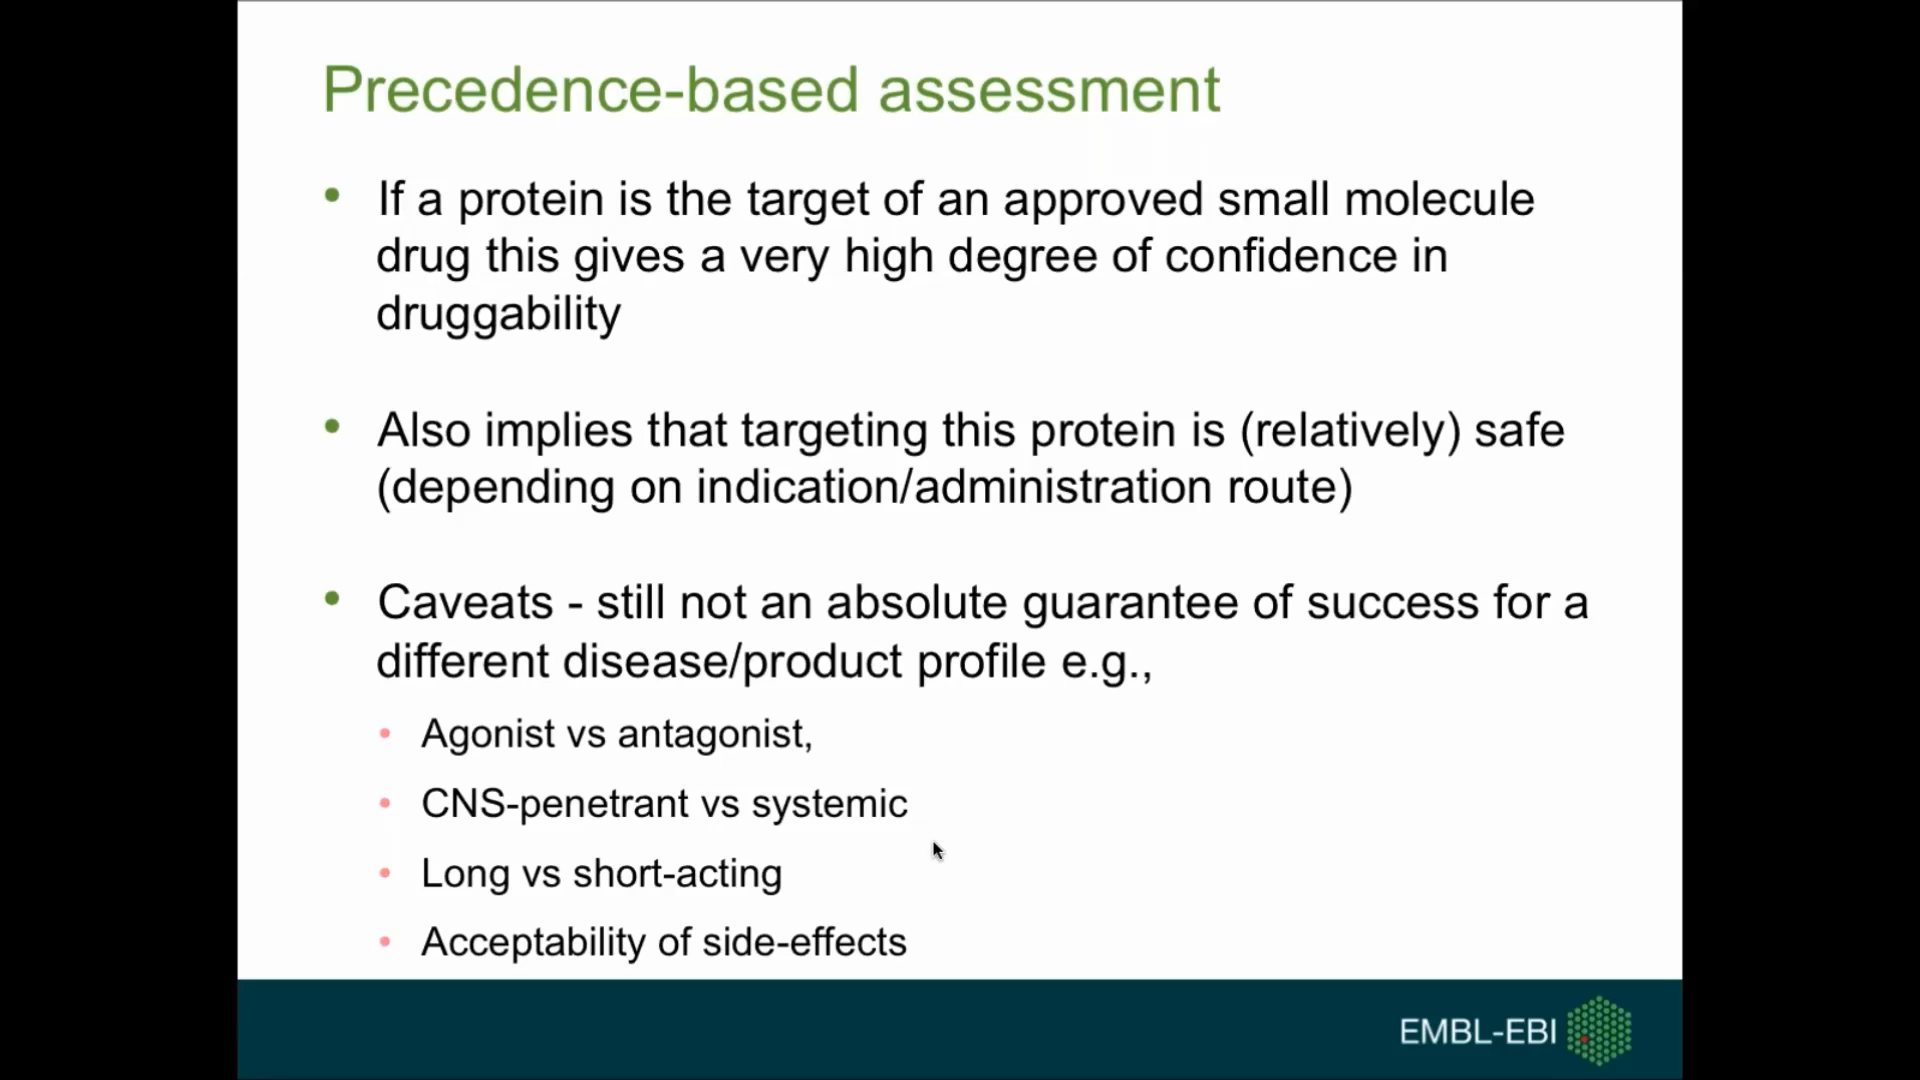 Precedence-based assessment
• If a protein is the target of an approved small molecule
drug this gives a very high degree of confidence in
druggability
• Also implies that targeting this protein is (relatively) safe
(depending on indication/administration route)
• Caveats - still not an absolute guarantee of success for a
different disease/product profile e.g.,
• Agonist vs antagonist,
• CNS-penetrant vs systemic
• Long vs short-acting
• Acceptability of side-effects
EMBL-EBI